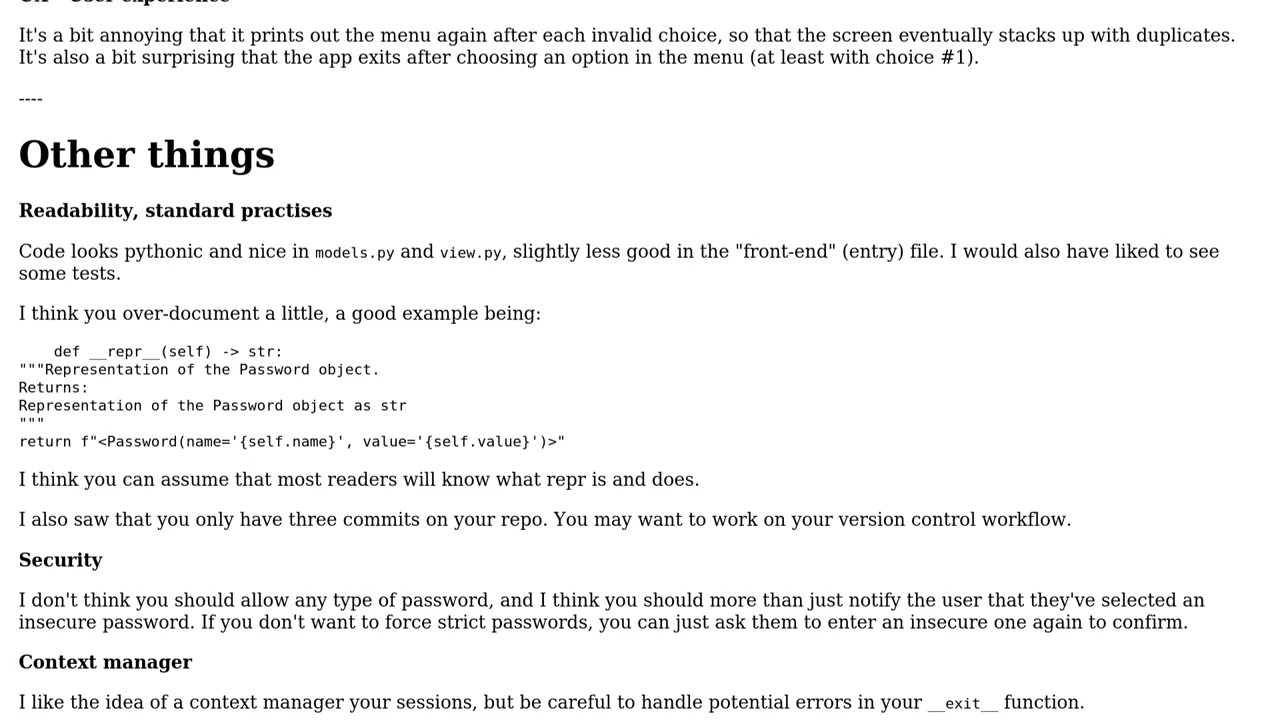 UX - User experience
It's a bit annoying that it prints out the menu again after each invalid choice, so that the screen eventually stacks up with duplicates.
It's also a bit surprising that the app exits after choosing an option in the menu (at least with choice #1).
----
Other things
Readability, standard practises
Code looks pythonic and nice in models.py and view.py, slightly less good in the "front-end" (entry) file. I would also have liked to see
some tests.
I think you over-document a little, a good example being:
    def __repr__(self) -> str:
"""Representation of the Password object.
Returns:
Representation of the Password object as str
"""
return f"<Password(name='{self.name}', value='{self.value}')>"
I think you can assume that most readers will know what repr is and does.
I also saw that you only have three commits on your repo. You may want to work on your version control workflow.
Security
I don't think you should allow any type of password, and I think you should more than just notify the user that they've selected an
insecure password. If you don't want to force strict passwords, you can just ask them to enter an insecure one again to confirm.
Context manager
I like the idea of a context manager your sessions, but be careful to handle potential errors in your __exit__ function.